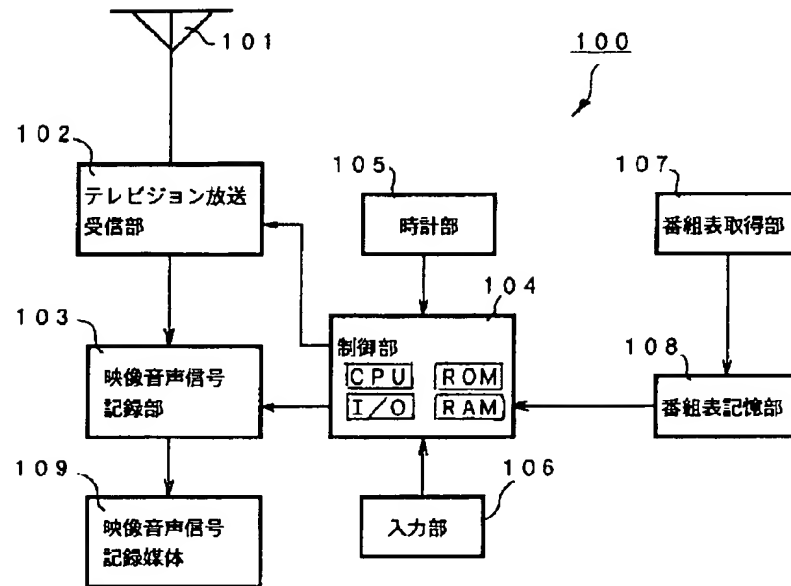 101
100
102
テレビジョン放送
受信部
105
時計部
107
番組表取得部
103
映像音声信号
記録部
104
制御部
CPU ROM
I/O RAM
108
番組表記憶部
109
映像音声信号
記録媒体
入力部
106